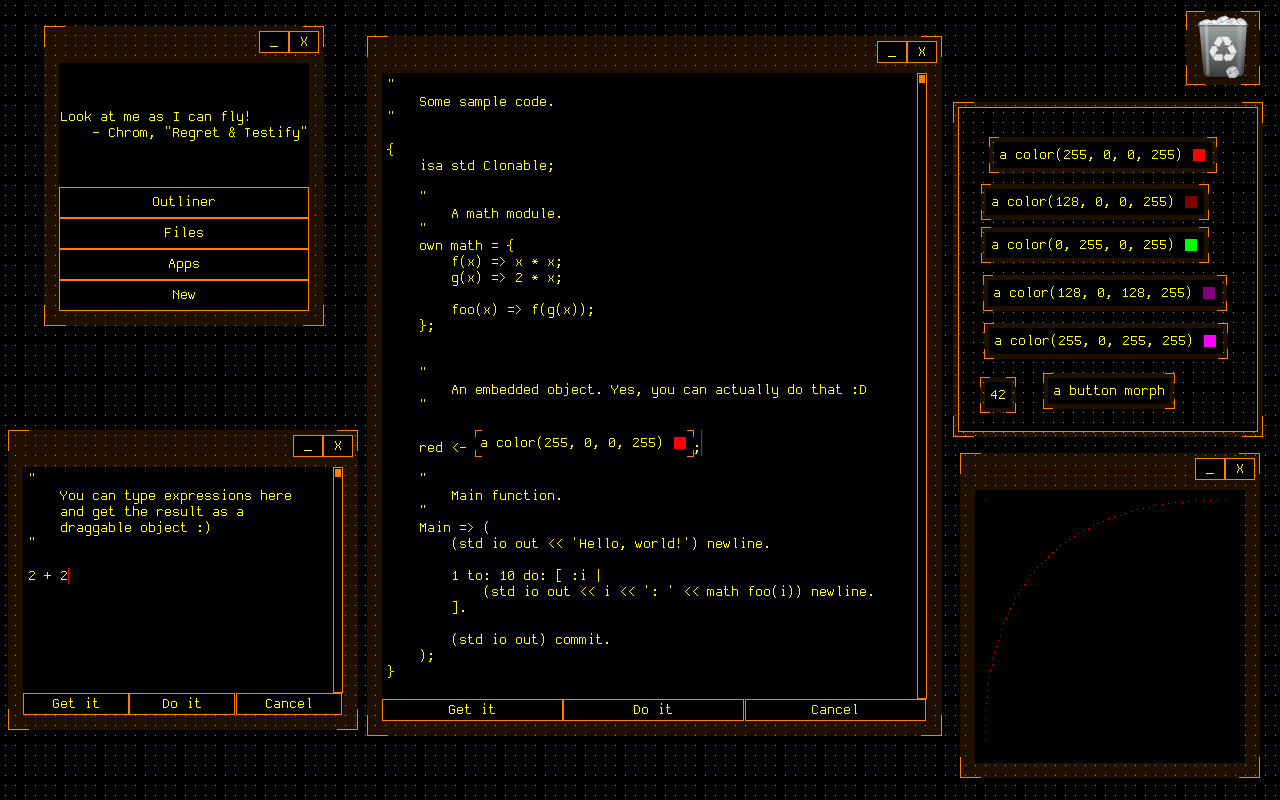 _ X
Look at me as I can fly!
- Chrom, "Regret & Testify"
Outliner
Files
Apps
New
_ X
"
You can type expressions here
and get the result as a
draggable object :)
"
2 + 2
Get it Do it Cancel
_ X
"
Some sample code.
"
{
isa std Clonable;
"
A math module.
"
own math = {
f(x) => x * x;
g(x) => 2 * x;
foo(x) => f(g(x));
};
"
An embedded object. Yes, you can actually do that :D
"
red <- a color(255, 0, 0, 255) ;
"
Main function.
"
Main => (
(std io out << 'Hello, world!') newline.
1 to: 10 do: [ :i |
(std io out << i << ': ' << math foo(i)) newline.
].
(std io out) commit.
);
}
Get it Do it Cancel
a color(255, 0, 0, 255)
a color(128, 0, 0, 255)
a color(0, 255, 0, 255)
a color(128, 0, 128, 255)
a color(255, 0, 255, 255)
42 a button morph
_ X